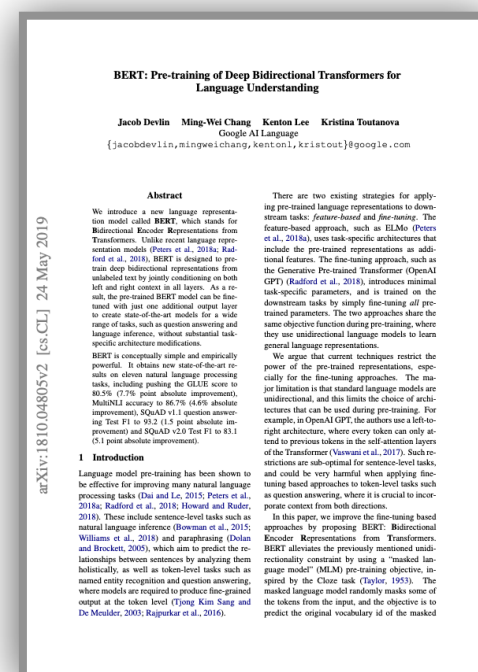 BERT: Pre-training of Deep Bidirectional Transformers for
Language Understanding
Jacob Devlin Ming-Wei Chang Kenton Lee Kristina Toutanova
Google AI Language
{jacobdevlin,mingweichang,kentonl,kristout}@google.com
arXiv:1810.04805v2 [cs.CL] 24 May 2019
Abstract
We introduce a new language representa-
tion model called BERT, which stands for
Bidirectional Encoder Representations from
Transformers. Unlike recent language repre-
sentation models (Peters et al., 2018a; Rad-
ford et al., 2018), BERT is designed to pre-
train deep bidirectional representations from
unlabeled text by jointly conditioning on both
left and right context in all layers. As a re-
sult, the pre-trained BERT model can be fine-
tuned with just one additional output layer
to create state-of-the-art models for a wide
range of tasks, such as question answering and
language inference, without substantial task-
specific architecture modifications.
BERT is conceptually simple and empirically
powerful. It obtains new state-of-the-art re-
sults on eleven natural language processing
tasks, including pushing the GLUE score to
80.5% (7.7% point absolute improvement),
MultiNLI accuracy to 86.7% (4.6% absolute
improvement), SQuAD v1.1 question answer-
ing Test F1 to 93.2 (1.5 point absolute im-
provement) and SQuAD v2.0 Test F1 to 83.1
(5.1 point absolute improvement).
1 Introduction
Language model pre-training has been shown to
be effective for improving many natural language
processing tasks (Dai and Le, 2015; Peters et al.,
2018a; Radford et al., 2018; Howard and Ruder,
2018). These include sentence-level tasks such as
natural language inference (Bowman et al., 2015;
Williams et al., 2018) and paraphrasing (Dolan
and Brockett, 2005), which aim to predict the re-
lationships between sentences by analyzing them
holistically, as well as token-level tasks such as
named entity recognition and question answering,
where models are required to produce fine-grained
output at the token level (Tjong Kim Sang and
De Meulder, 2003; Rajpurkar et al., 2016).
There are two existing strategies for apply-
ing pre-trained language representations to down-
stream tasks: feature-based and fine-tuning. The
feature-based approach, such as ELMo (Peters
et al., 2018a), uses task-specific architectures that
include the pre-trained representations as addi-
tional features. The fine-tuning approach, such as
the Generative Pre-trained Transformer (OpenAI
GPT) (Radford et al., 2018), introduces minimal
task-specific parameters, and is trained on the
downstream tasks by simply fine-tuning all pre-
trained parameters. The two approaches share the
same objective function during pre-training, where
they use unidirectional language models to learn
general language representations.
We argue that current techniques restrict the
power of the pre-trained representations, espe-
cially for the fine-tuning approaches. The ma-
jor limitation is that standard language models are
unidirectional, and this limits the choice of archi-
tectures that can be used during pre-training. For
example, in OpenAI GPT, the authors use a left-to-
right architecture, where every token can only at-
tend to previous tokens in the self-attention layers
of the Transformer (Vaswani et al., 2017). Such re-
strictions are sub-optimal for sentence-level tasks,
and could be very harmful when applying fine-
tuning based approaches to token-level tasks such
as question answering, where it is crucial to incor-
porate context from both directions.
In this paper, we improve the fine-tuning based
approaches by proposing BERT: Bidirectional
Encoder Representations from Transformers.
BERT alleviates the previously mentioned unidi-
rectionality constraint by using a “masked lan-
guage model” (MLM) pre-training objective, in-
spired by the Cloze task (Taylor, 1953). The
masked language model randomly masks some of
the tokens from the input, and the objective is to
predict the original vocabulary id of the masked